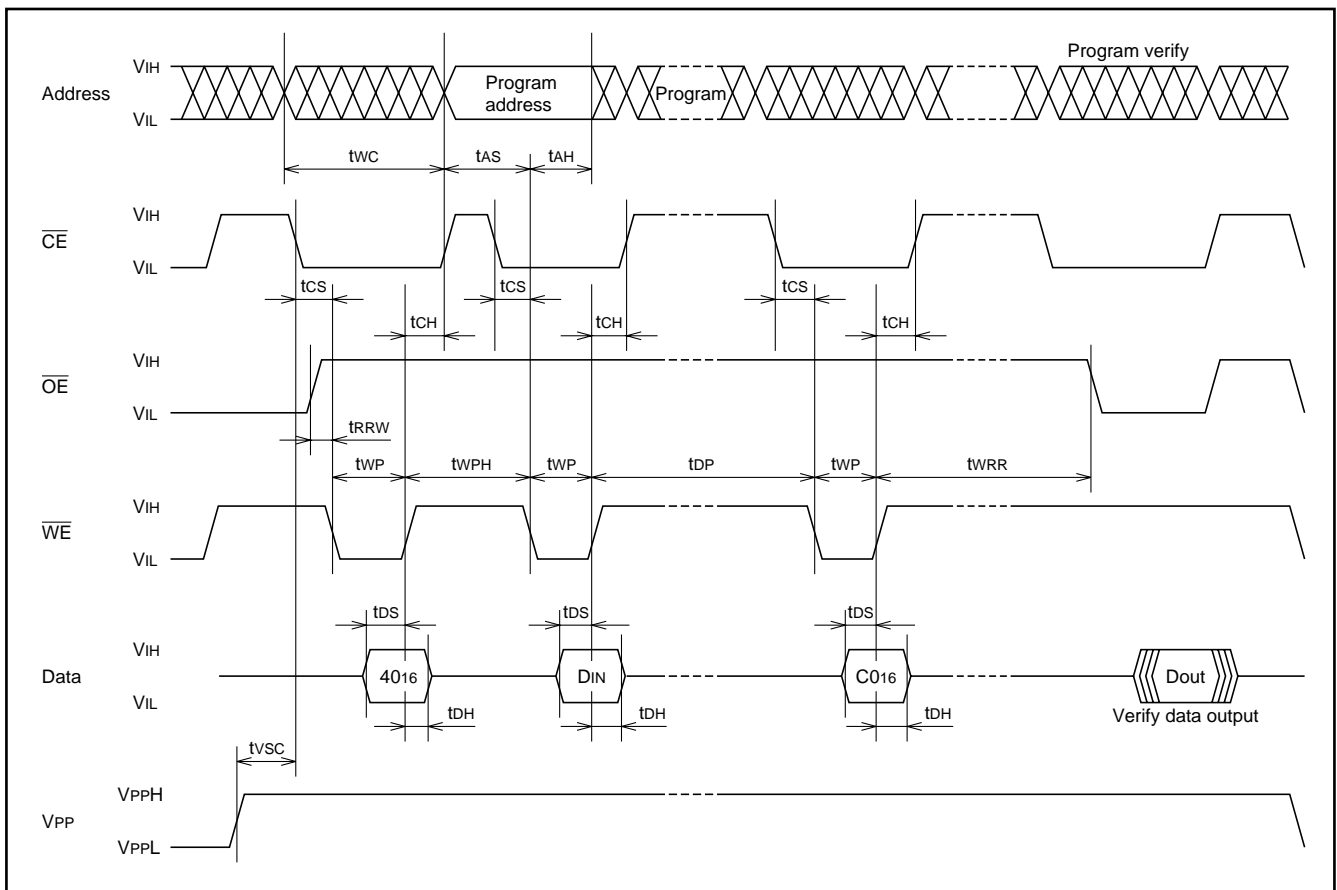 Program verify
VIH
Address
Program address
Program
VIL
tWC
tAS
tAH
VIH
CE
VIL
tCS
tCS
tCS
tCH
tCH
tCH
VIH
OE
VIL
tRRW
tWP
tWPH
tWP
tDP
tWP
tWRR
VIH
WE
VIL
tDS
tDS
tDS
VIH
Data
4016
DIN
C016
Dout
VIL
tDH
tDH
tDH
Verify data output
tVSC
VPPH
VPP
VPPL